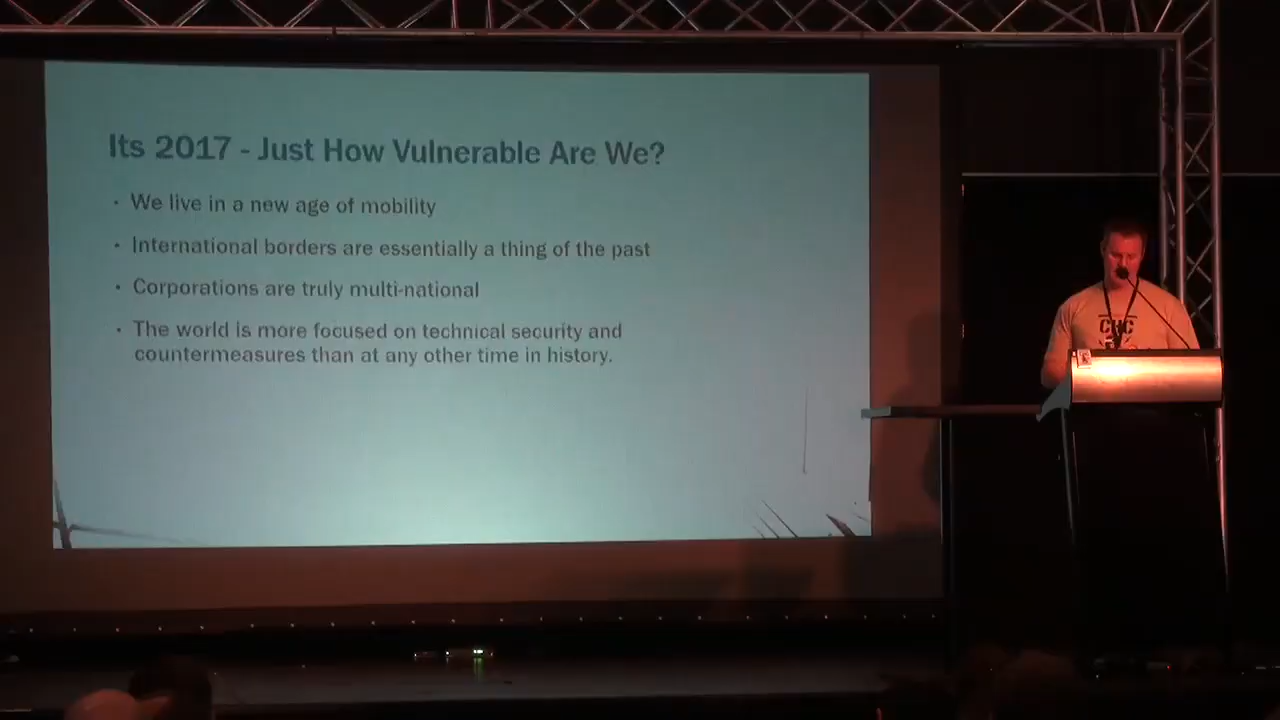 Its 2017 - Just How Vulnerable Are We?
• We live in a new age of mobility
• International borders are essentially a thing of the past
• Corporations are truly multi-national
• The world is more focused on technical security and
countermeasures than at any other time in history.
CHC